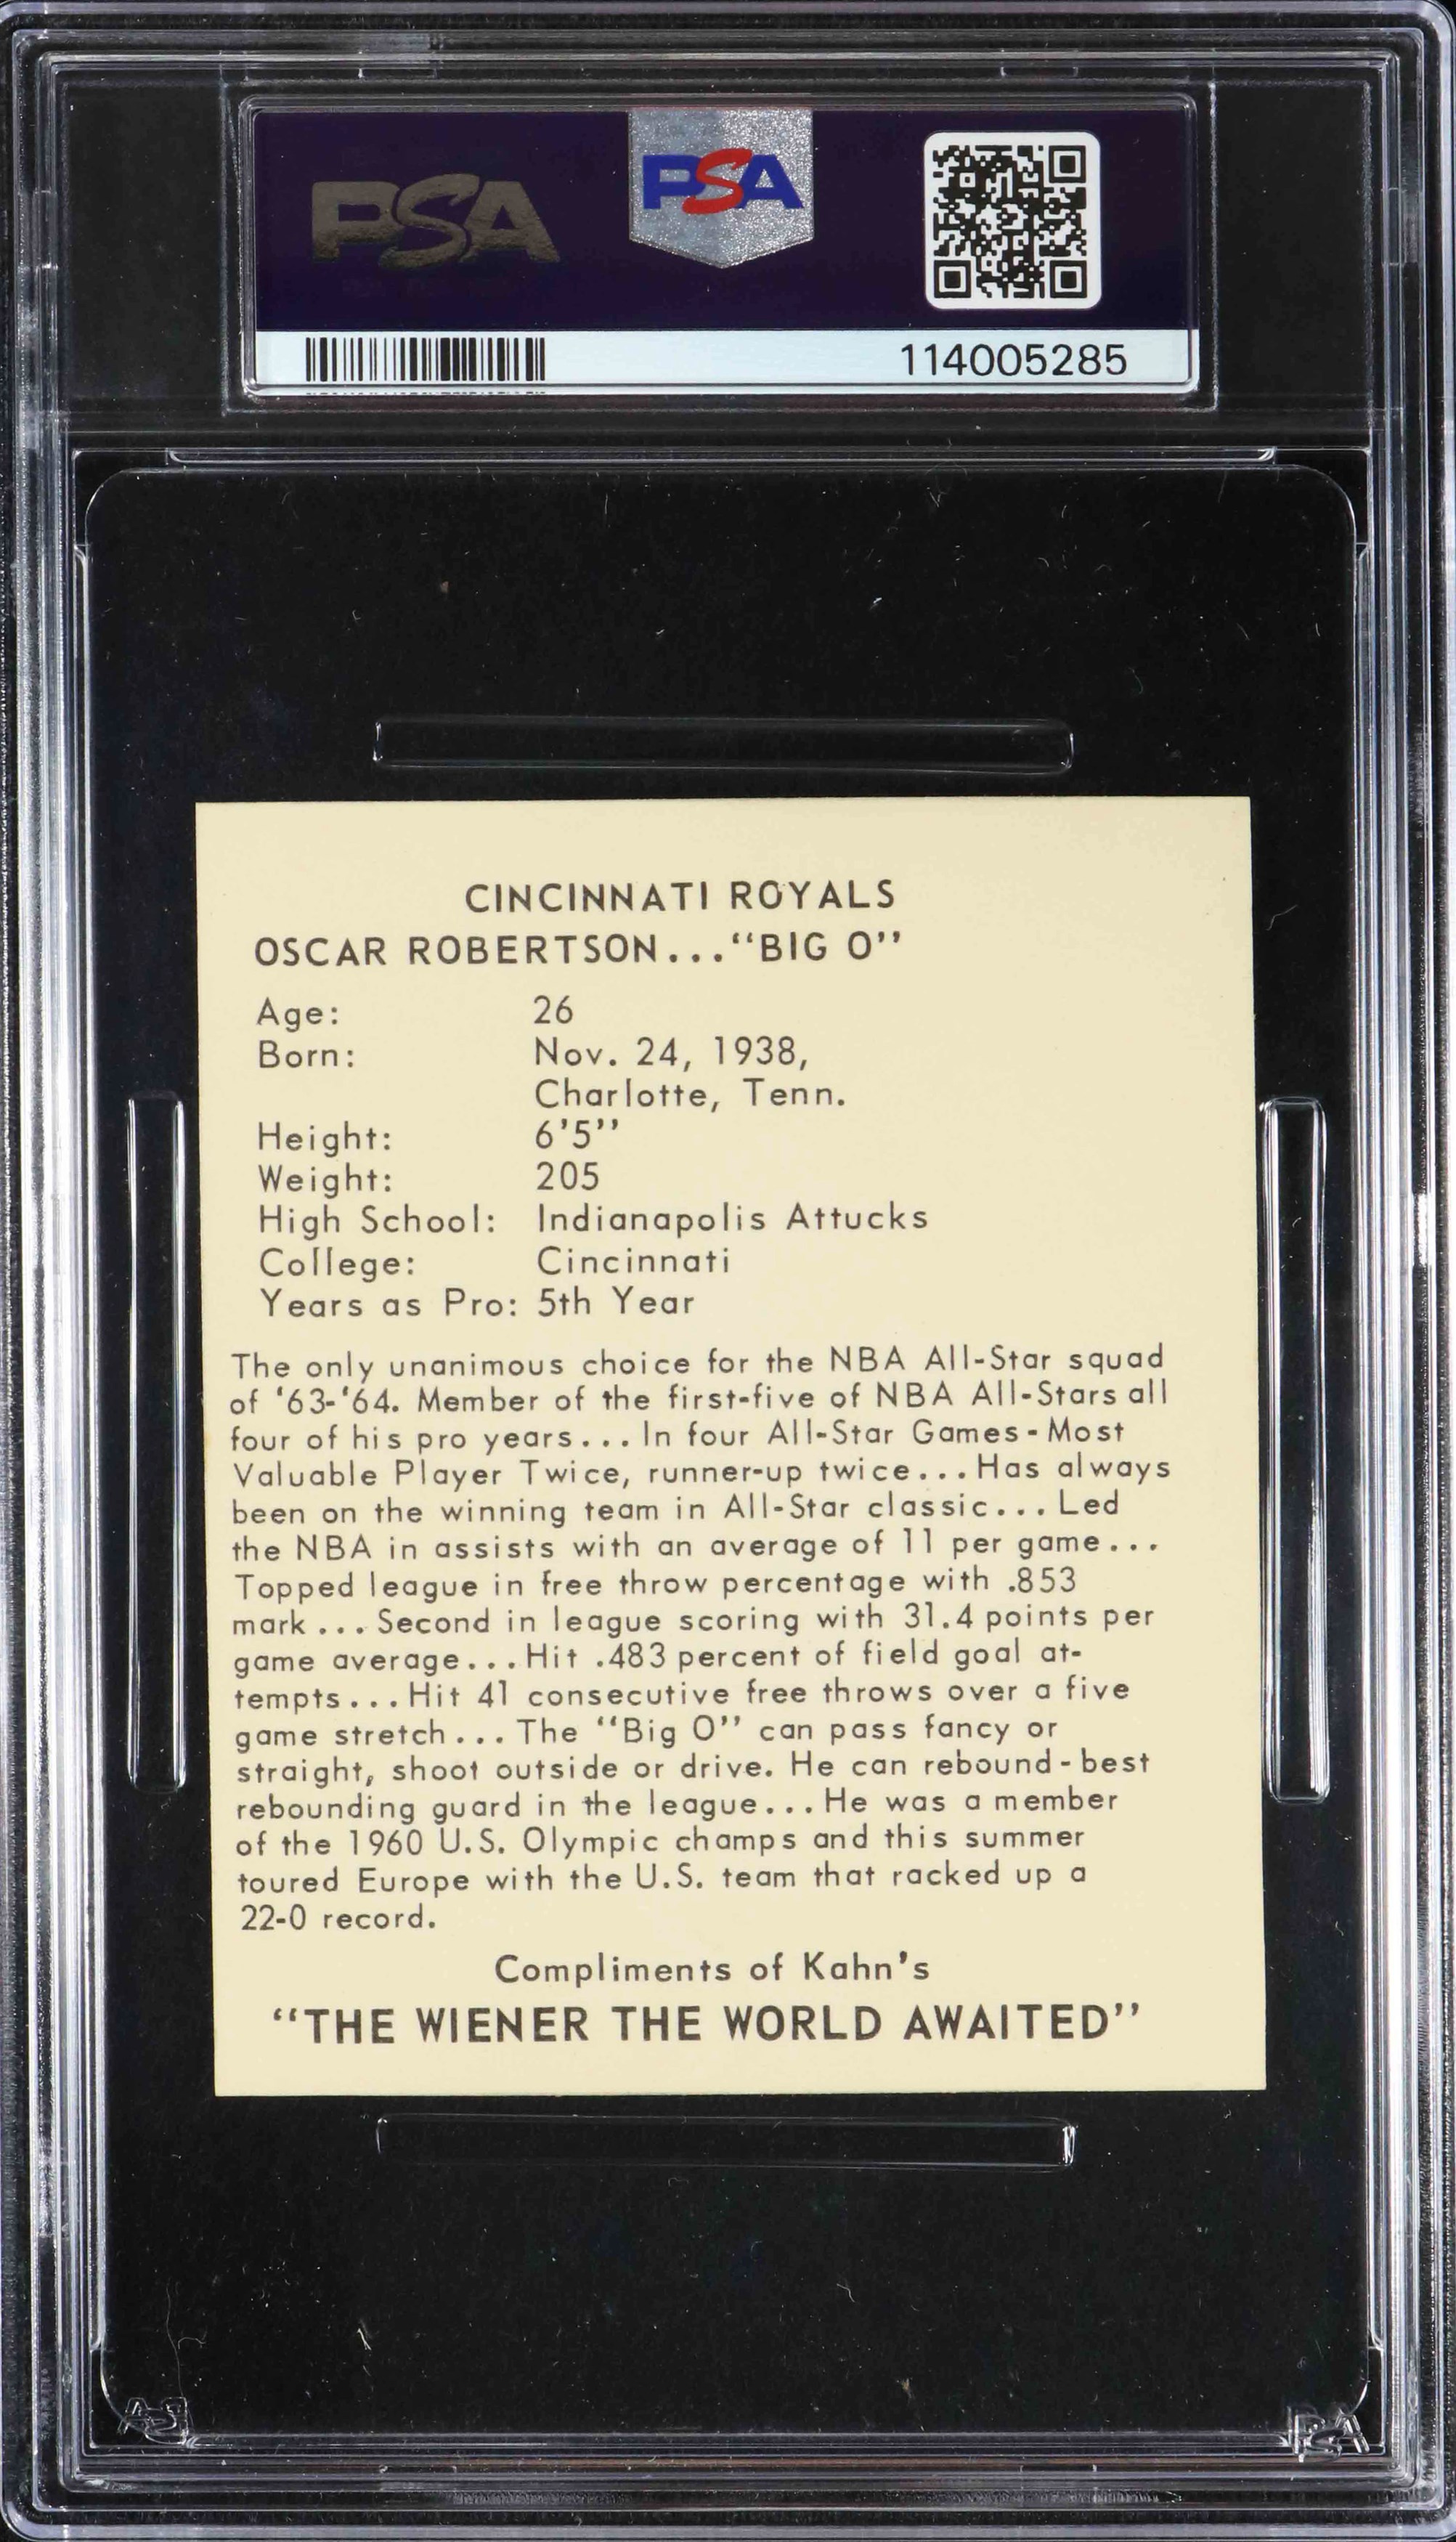 PSA
PSA
114005285
CINCINNATI ROYALS
OSCAR ROBERTSON..."BIG O"
Age: 26
Born: Nov. 24, 1938,
Charlotte, Tenn.
Height: 6'5"
Weight: 205
High School: Indianapolis Attucks
College: Cincinnati
Years as Pro: 5th Year
The only unanimous choice for the NBA All-Star squad
of '63-'64. Member of the first-five of NBA All-Stars all
four of his pro years... In four All-Star Games - Most
Valuable Player Twice, runner-up twice... Has always
been on the winning team in All-Star classic... Led
the NBA in assists with an average of 11 per game...
Topped league in free throw percentage with .853
mark ... Second in league scoring with 31.4 points per
game average... Hit .483 percent of field goal at-
tempts... Hit 41 consecutive free throws over a five
game stretch... The "Big O" can pass fancy or
straight, shoot outside or drive. He can rebound - best
rebounding guard in the league... He was a member
of the 1960 U.S. Olympic champs and this summer
toured Europe with the U.S. team that racked up a
22-0 record.
Compliments of Kahn's
"THE WIENER THE WORLD AWAITED"
PSA
PSA